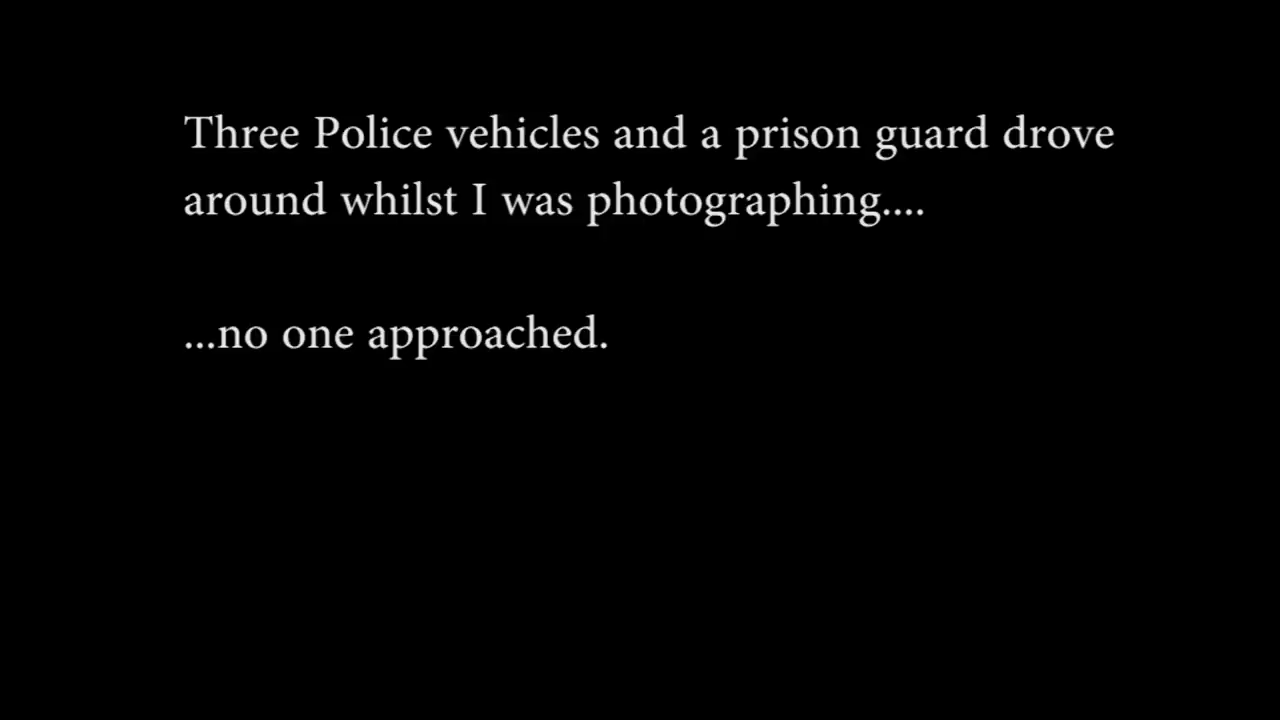 Three Police vehicles and a prison guard drove
around whilst I was photographing....
...no one approached.